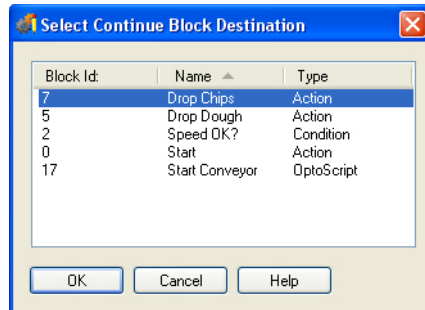 Select Continue Block Destination
Block Id: Name Type
7 Drop Chips Action
5 Drop Dough Action
2 Speed OK? Condition
0 Start Action
17 Start Conveyor OptoScript
OK Cancel Help